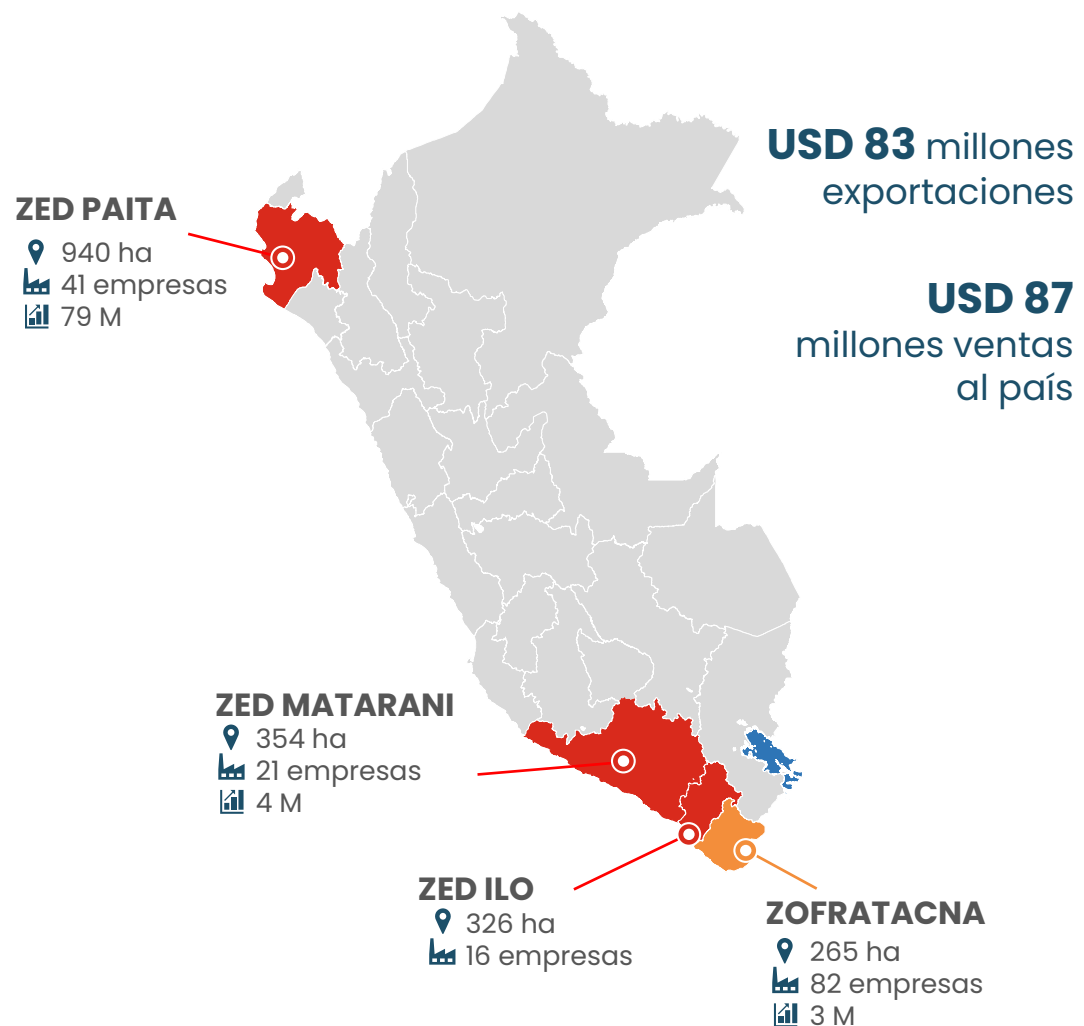 USD 83 millones
exportaciones
USD 87
millones ventas
al país
ZED PAITA
940 ha
41 empresas
79 M
ZED MATARANI
354 ha
21 empresas
4 M
ZED ILO
326 ha
16 empresas
ZOFRATACNA
265 ha
82 empresas
3 M